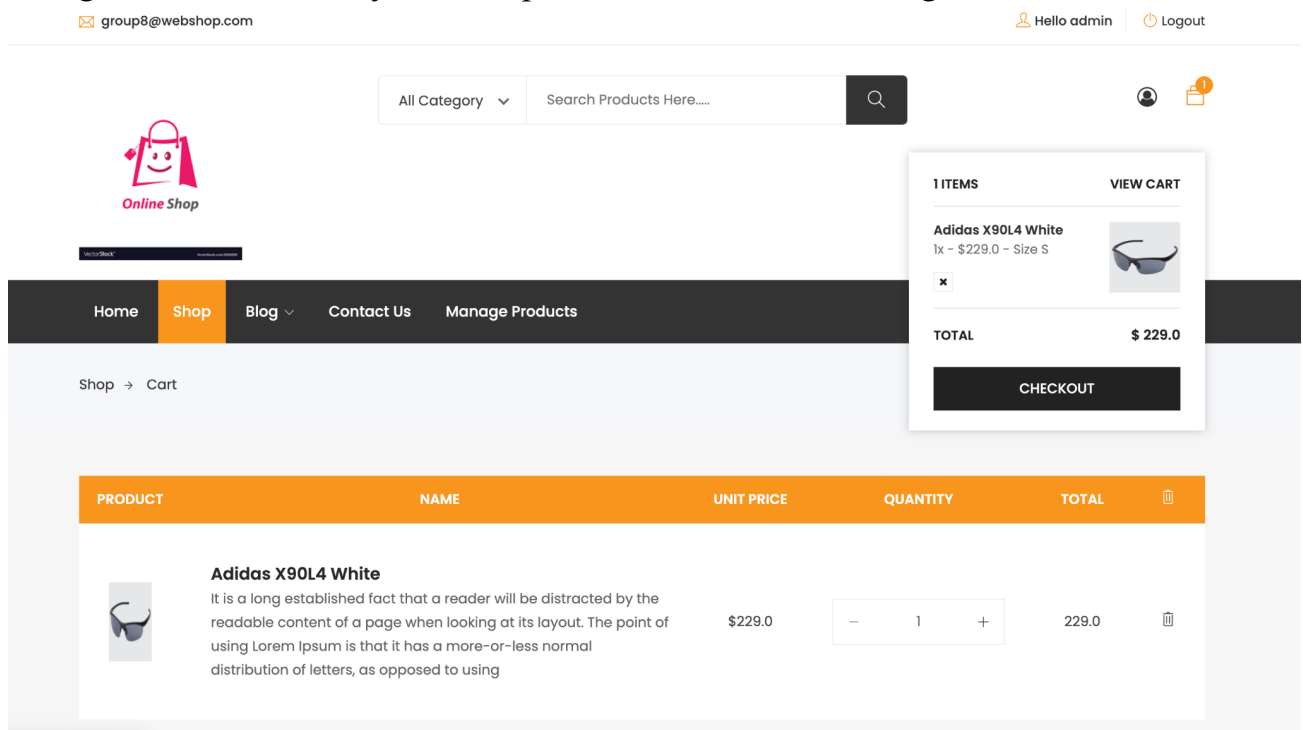 group8@webshop.com
Hello admin
Logout
All Category
Search Products Here.....
1
Online Shop
VectorStock
1 ITEMS
VIEW CART
Adidas X90L4 White
1x - $229.0 - Size S
TOTAL
$ 229.0
CHECKOUT
Home
Shop
Blog
Contact Us
Manage Products
Shop → Cart
PRODUCT
NAME
UNIT PRICE
QUANTITY
TOTAL
Adidas X90L4 White
It is a long established fact that a reader will be distracted by the
readable content of a page when looking at its layout. The point of
using Lorem Ipsum is that it has a more-or-less normal
distribution of letters, as opposed to using
$229.0
− 1 +
229.0